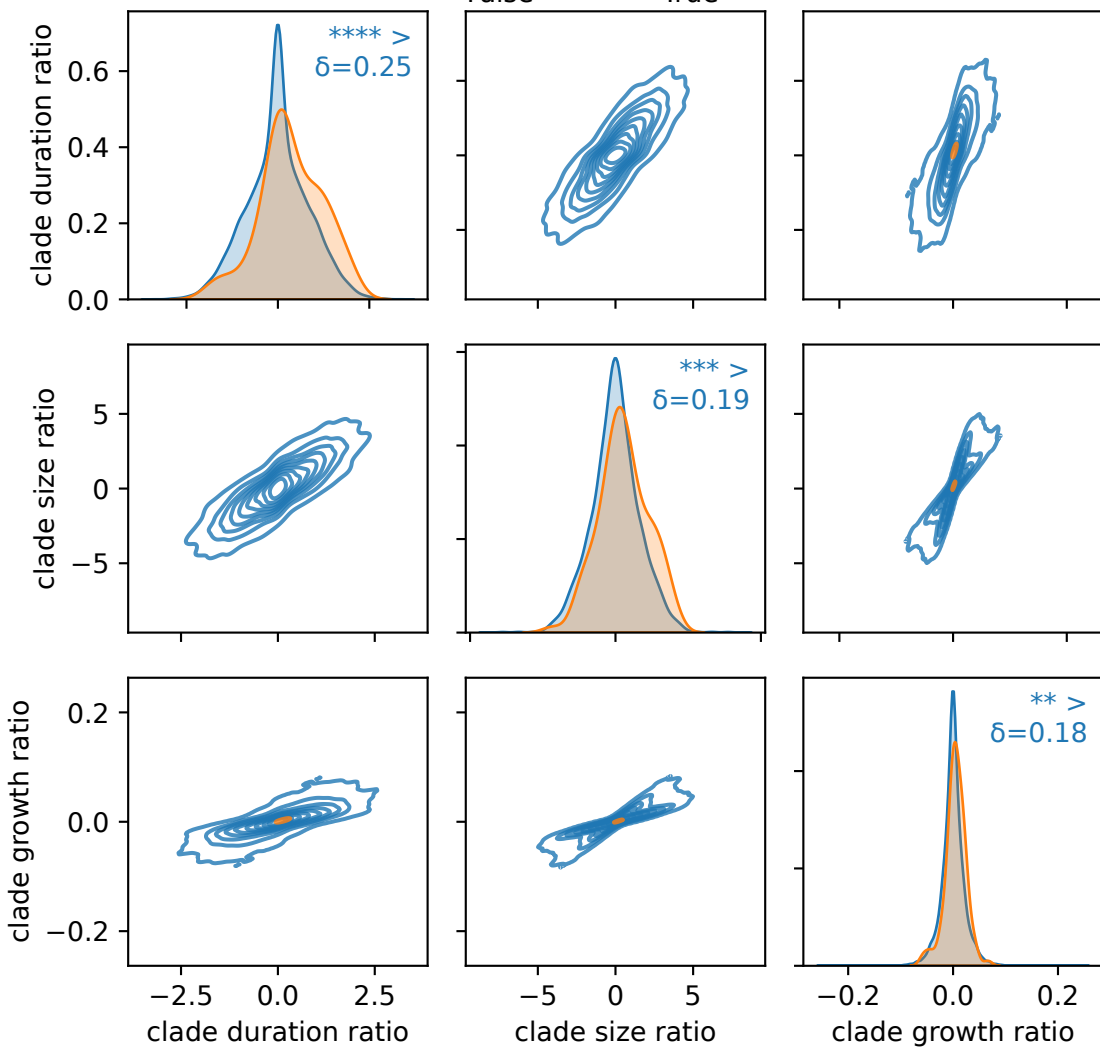 **** >
δ=0.25
clade duration ratio
0.6
0.4
0.2
0.0
*** >
δ=0.19
clade size ratio
5
0
−5
** >
δ=0.18
clade growth ratio
0.2
0.0
−0.2
−2.5 0.0 2.5
−5 0 5
−0.2 0.0 0.2
clade duration ratio
clade size ratio
clade growth ratio